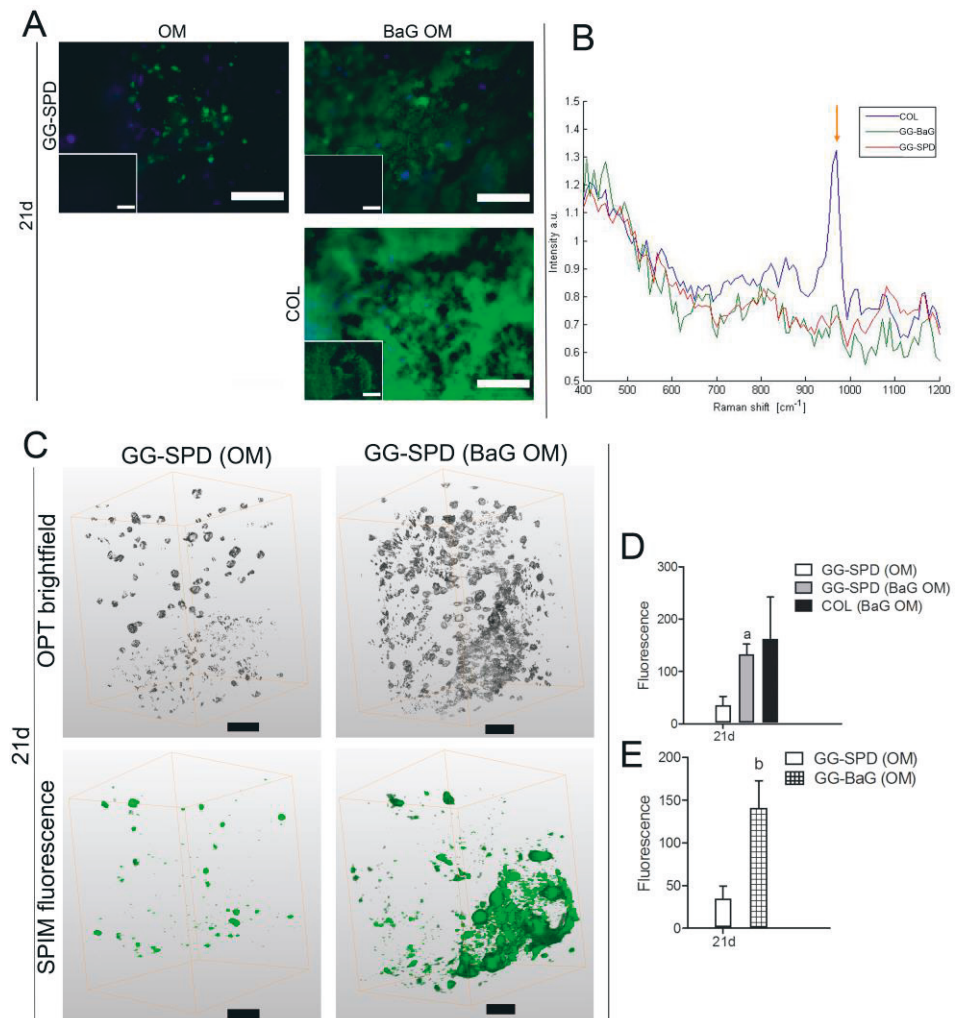 A
OM
BaG OM
GG-SPD
21d
COL
B
1.5
1.4
1.3
1.2
1.1
1
0.9
0.8
0.7
0.6
0.5
Intensity a.u.
400 500 600 700 800 900 1000 1100 1200
Raman shift [cm⁻¹]
COL
GG-BaG
GG-SPD
C
GG-SPD (OM)
GG-SPD (BaG OM)
OPT brightfield
21d
SPIM fluorescence
D
300
200
100
0
Fluorescence
a
21d
GG-SPD (OM)
GG-SPD (BaG OM)
COL (BaG OM)
E
200
150
100
50
0
Fluorescence
b
21d
GG-SPD (OM)
GG-BaG (OM)